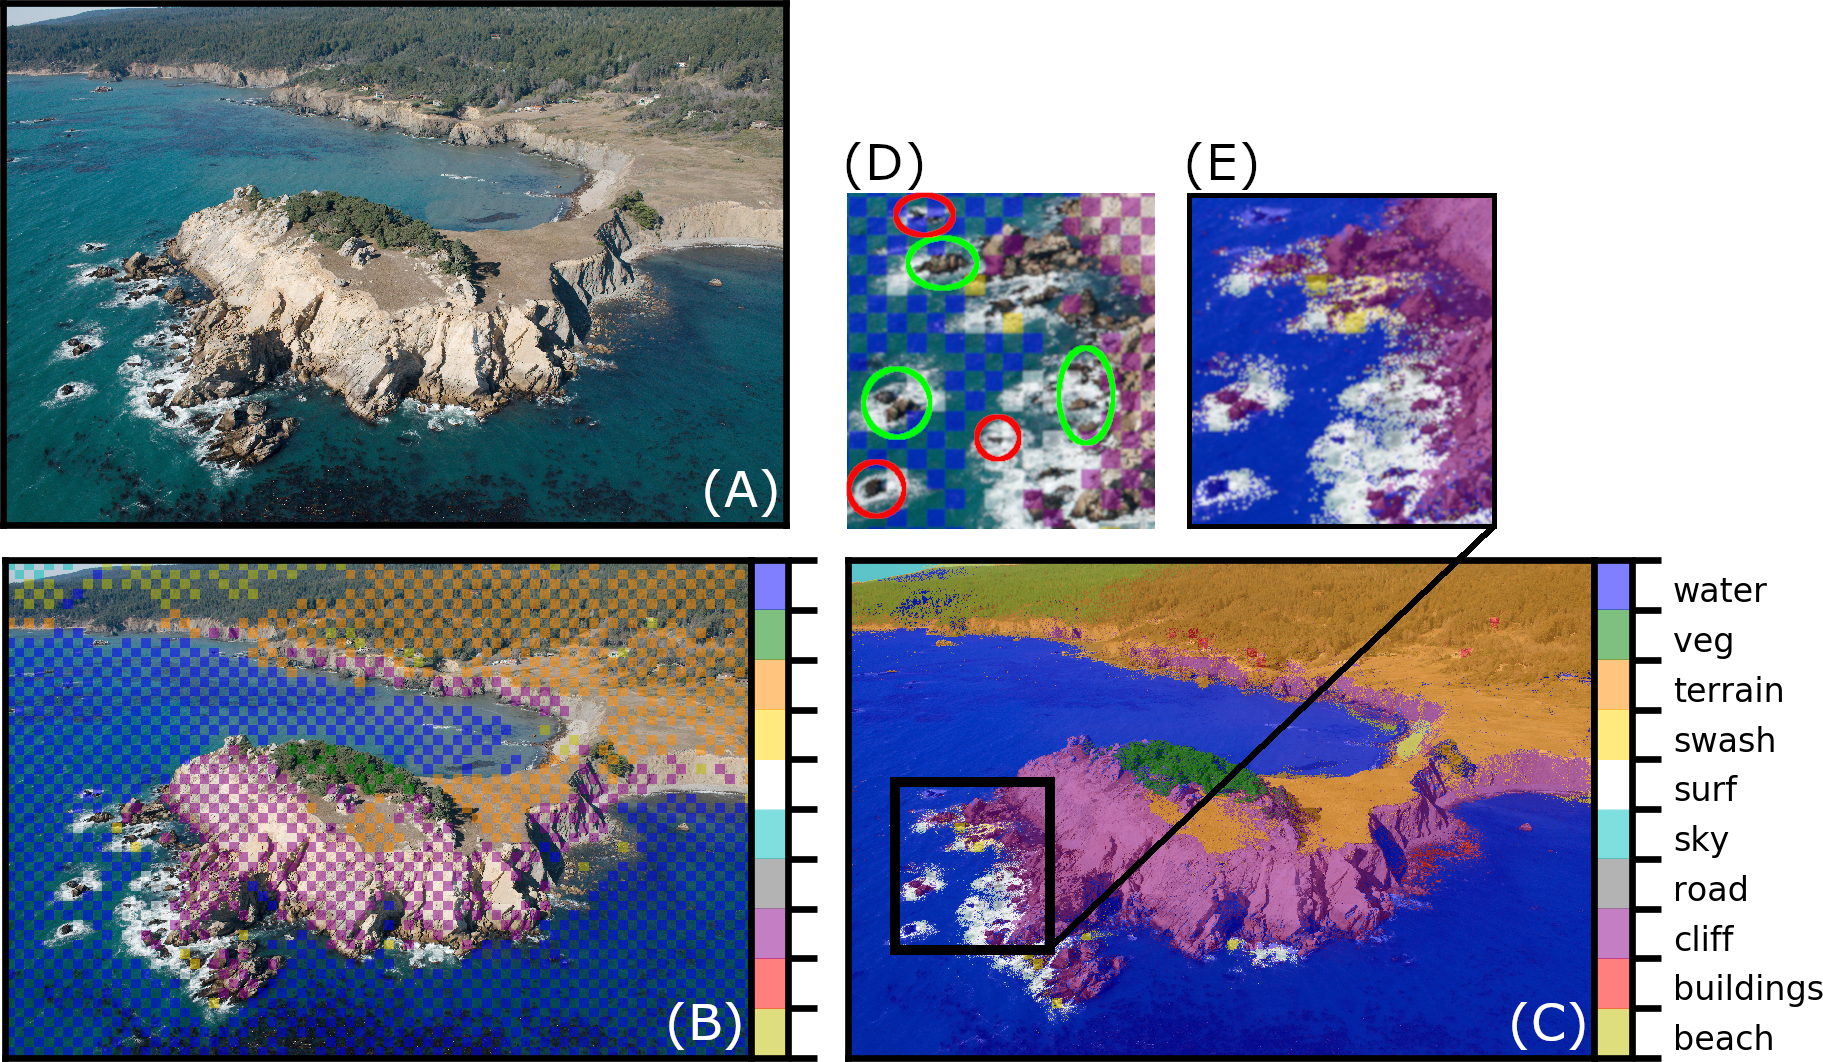 (A)
(D)
(E)
(B)
(C)
water
veg
terrain
swash
surf
sky
road
cliff
buildings
beach